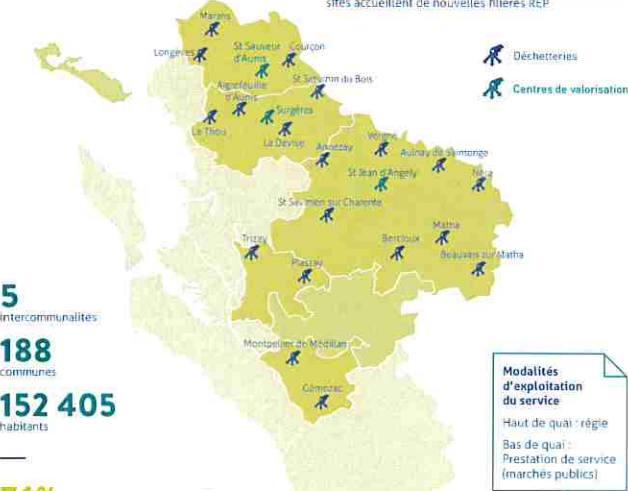 sites accueillent de nouvelles filières REP
Déchetteries
Centres de valorisation
Marans
Longèves
St Sauveur
d'Aunis
Courçon
Aigrefeuille
d'Aunis
St Saturnin du Bois
Surgères
La Thou
La Devise
Annezay
Vergné
Aulnay de Saintonge
St Jean d'Angely
Néré
St Savinien sur Charente
Matha
Trizay
Bercloux
Beauvais sur Matha
Plassay
5
intercommunalités
188
communes
152 405
habitants
Montpellier de Médillan
Gémozac
Modalités
d'exploitation
du service
Haut de quai : régie
Bas de quai :
Prestation de service
(marchés publics)